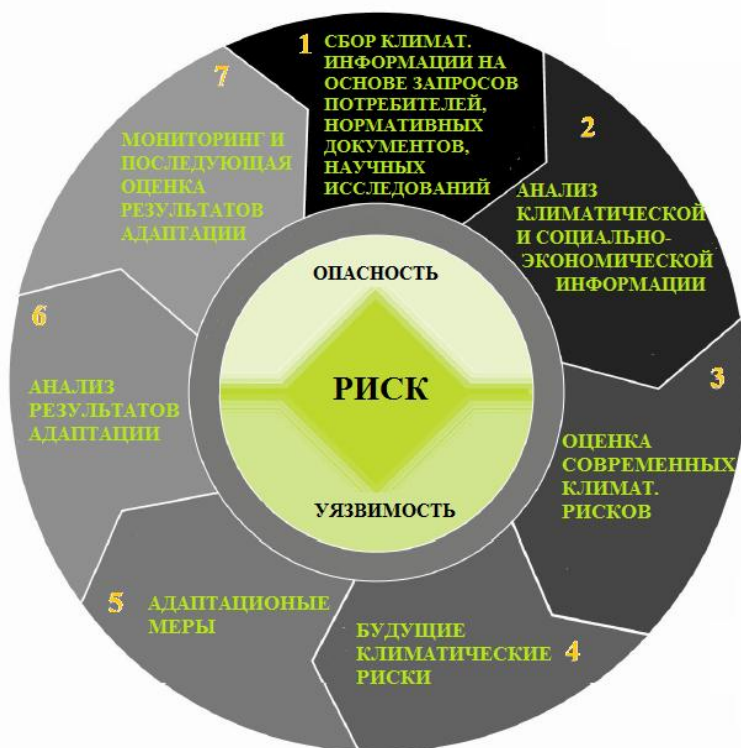 1
СБОР КЛИМАТ.
ИНФОРМАЦИИ НА
ОСНОВЕ ЗАПРОСОВ
ПОТРЕБИТЕЛЕЙ,
НОРМАТИВНЫХ
ДОКУМЕНТОВ,
НАУЧНЫХ
ИССЛЕДОВАНИЙ
2
АНАЛИЗ
КЛИМАТИЧЕСКОЙ
И СОЦИАЛЬНО-
ЭКОНОМИЧЕСКОЙ
ИНФОРМАЦИИ
3
ОЦЕНКА
СОВРЕМЕННЫХ
КЛИМАТ.
РИСКОВ
4
БУДУЩИЕ
КЛИМАТИЧЕСКИЕ
РИСКИ
5
АДАПТАЦИОНЫЕ
МЕРЫ
6
АНАЛИЗ
РЕЗУЛЬТАТОВ
АДАПТАЦИИ
7
МОНИТОРИНГ И
ПОСЛЕДУЮЩАЯ
ОЦЕНКА
РЕЗУЛЬТАТОВ
АДАПТАЦИИ
ОПАСНОСТЬ
РИСК
УЯЗВИМОСТЬ